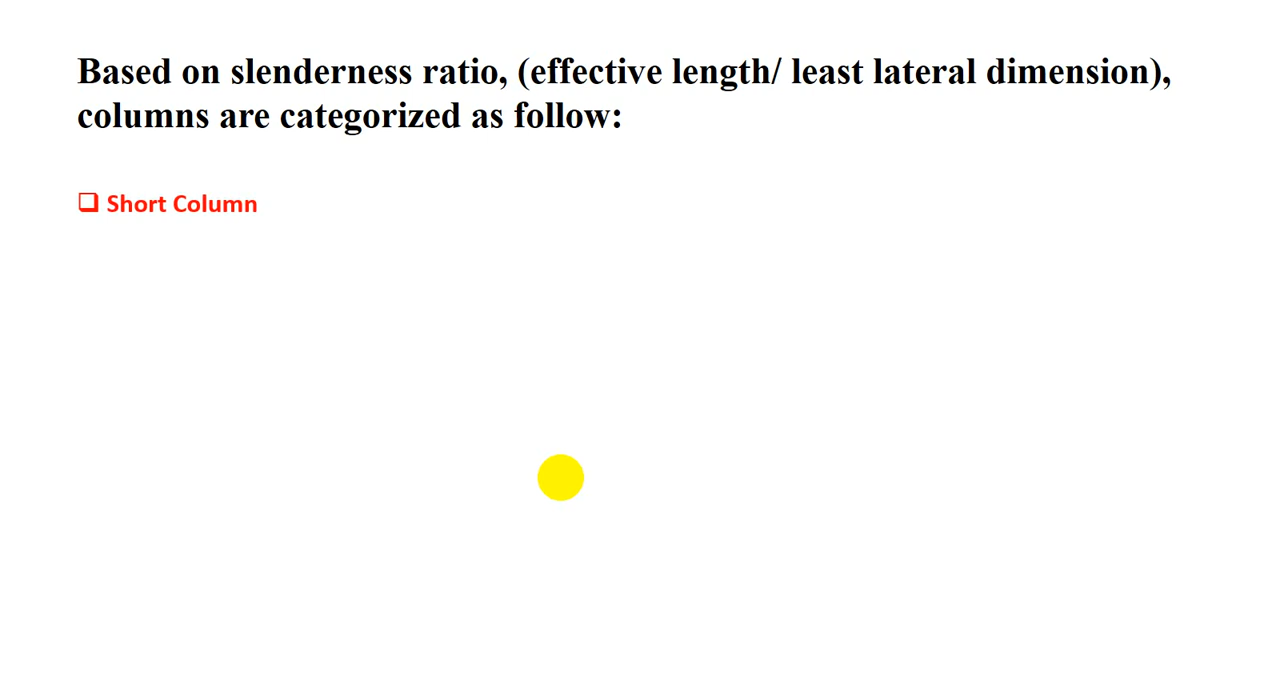 Based on slenderness ratio, (effective length/ least lateral dimension),
columns are categorized as follow:
❑ Short Column